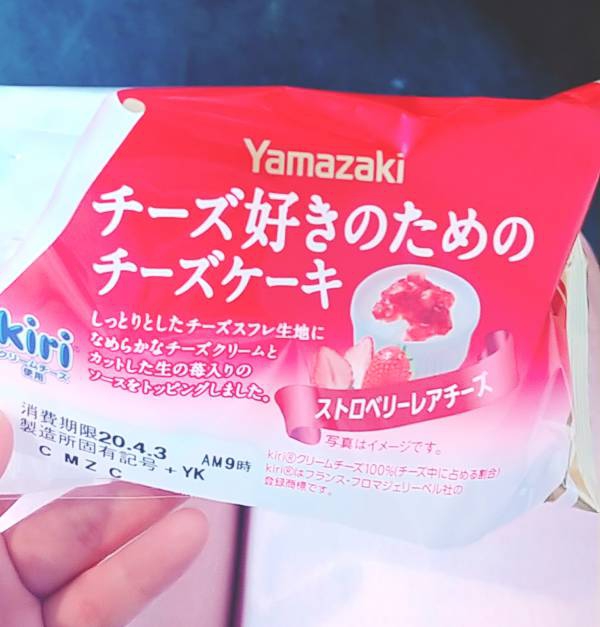 Yamazaki
チーズ好きのための
チーズケーキ
しっとりとしたチーズスフレ生地に
なめらかなチーズクリームと
カットした生の苺入りの
ソースをトッピングしました。
kiri
クリームチーズ
使用
ストロベリーレアチーズ
写真はイメージです。
消費期限20.4.3 AM9時
製造所固有記号+YK
C M Z C
kiri®クリームチーズ100%(チーズ中に占める割合)
kiri®はフランス・フロマジェリーベル社の
登録商標です。